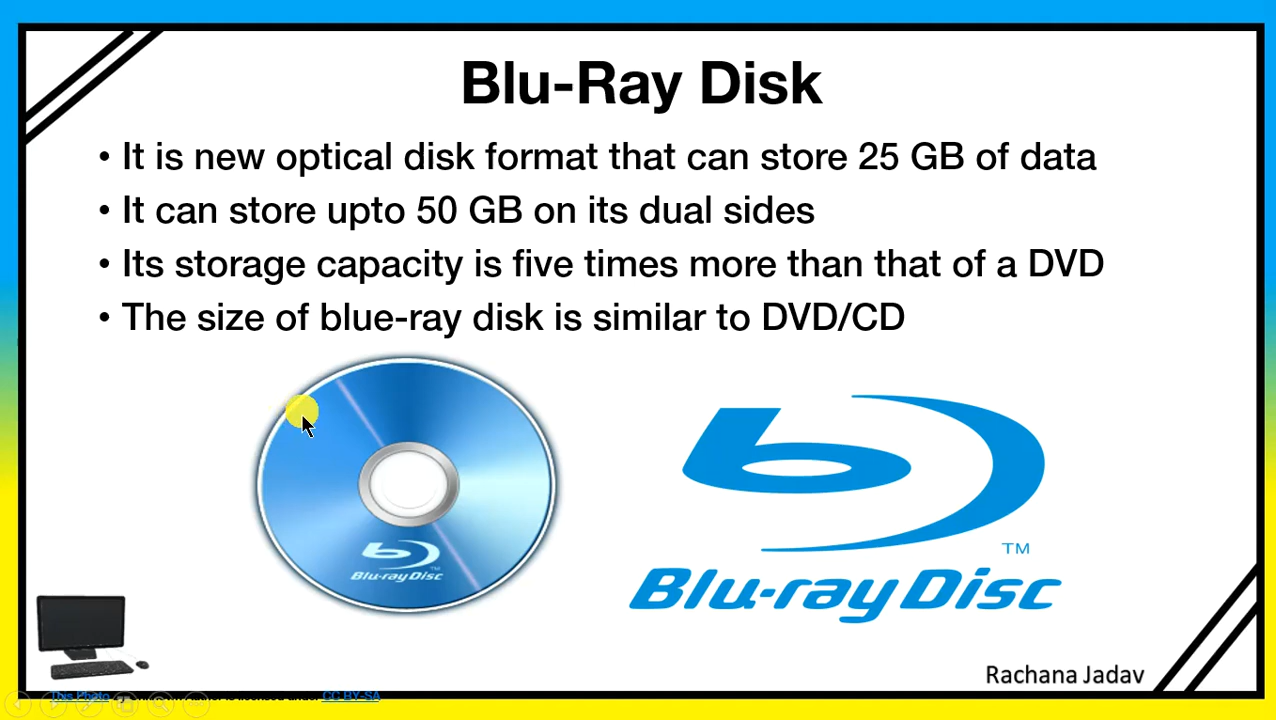 Blu-Ray Disk
• It is new optical disk format that can store 25 GB of data
• It can store upto 50 GB on its dual sides
• Its storage capacity is five times more than that of a DVD
• The size of blue-ray disk is similar to DVD/CD
Blu-ray Disc
TM
Blu-ray Disc
Rachana Jadav
This Photo is licensed under CC BY-SA